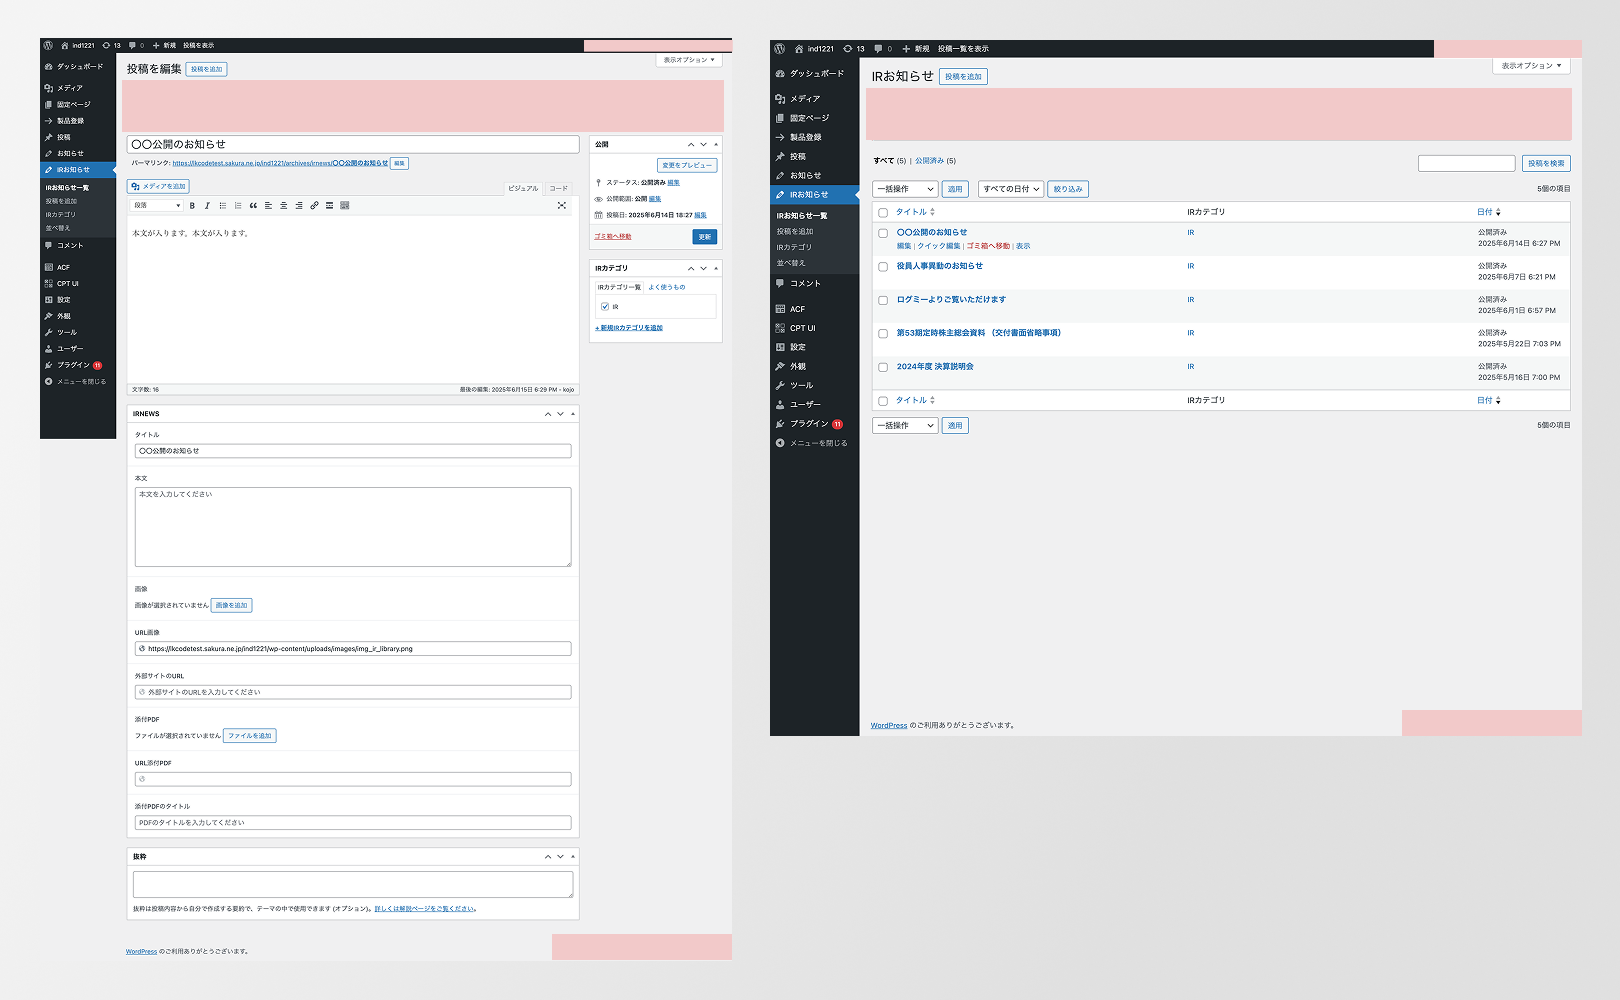 ind1221 13 0 新規 投稿を表示
ダッシュボード
メディア
固定ページ
製品登録
投稿
お知らせ
IRお知らせ
IRお知らせ一覧
投稿を追加
IRカテゴリ
並べ替え
コメント
ACF
CPT UI
設定
外観
ツール
ユーザー
プラグイン 11
メニューを閉じる
表示オプション
投稿を編集 投稿を追加
〇〇公開のお知らせ
パーマリンク: https://lkcodetest.sakura.ne.jp/ind1221/archives/irnews/〇〇公開のお知らせ 編集
メディアを追加
ビジュアル コード
段落 B I
本文が入ります。本文が入ります。
文字数: 16 最後の編集: 2025年6月15日 6:29 PM – kojo
公開
変更をプレビュー
ステータス: 公開済み 編集
公開範囲: 公開 編集
投稿日: 2025年6月14日 18:27 編集
ゴミ箱へ移動 更新
IRカテゴリ
IRカテゴリー一覧 よく使うもの
IR
+ 新規IRカテゴリを追加
IRNEWS
タイトル
〇〇公開のお知らせ
本文
本文を入力してください
画像
画像が選択されていません 画像を追加
URL画像
https://lkcodetest.sakura.ne.jp/ind1221/wp-content/uploads/images/img_ir_library.png
外部サイトのURL
外部サイトのURLを入力してください
添付PDF
ファイルが選択されていません ファイルを追加
URL添付PDF
添付PDFのタイトル
PDFのタイトルを入力してください
抜粋
抜粋は投稿内容から自分で作成する要約で、テーマの中で使用できます (オプション)。詳しくは解説ページをご覧ください。
WordPress のご利用ありがとうございます。
ind1221 13 0 新規 投稿一覧を表示
ダッシュボード
メディア
固定ページ
製品登録
投稿
お知らせ
IRお知らせ
IRお知らせ一覧
投稿を追加
IRカテゴリ
並べ替え
コメント
ACF
CPT UI
設定
外観
ツール
ユーザー
プラグイン 11
メニューを閉じる
表示オプション
IRお知らせ 投稿を追加
すべて (5) | 公開済み (5)
投稿を検索
一括操作 適用 すべての日付 絞り込み 5個の項目
タイトル IRカテゴリ 日付
〇〇公開のお知らせ IR 公開済み
編集 | クイック編集 | ゴミ箱へ移動 | 表示 2025年6月14日 6:27 PM
役員人事異動のお知らせ IR 公開済み
2025年6月7日 6:21 PM
ログミーよりご覧いただけます IR 公開済み
2025年6月1日 6:57 PM
第53期定時株主総会資料 (交付書面省略事項) IR 公開済み
2025年5月22日 7:03 PM
2024年度 決算説明会 IR 公開済み
2025年5月16日 7:00 PM
タイトル IRカテゴリ 日付
一括操作 適用 5個の項目
WordPress のご利用ありがとうございます。